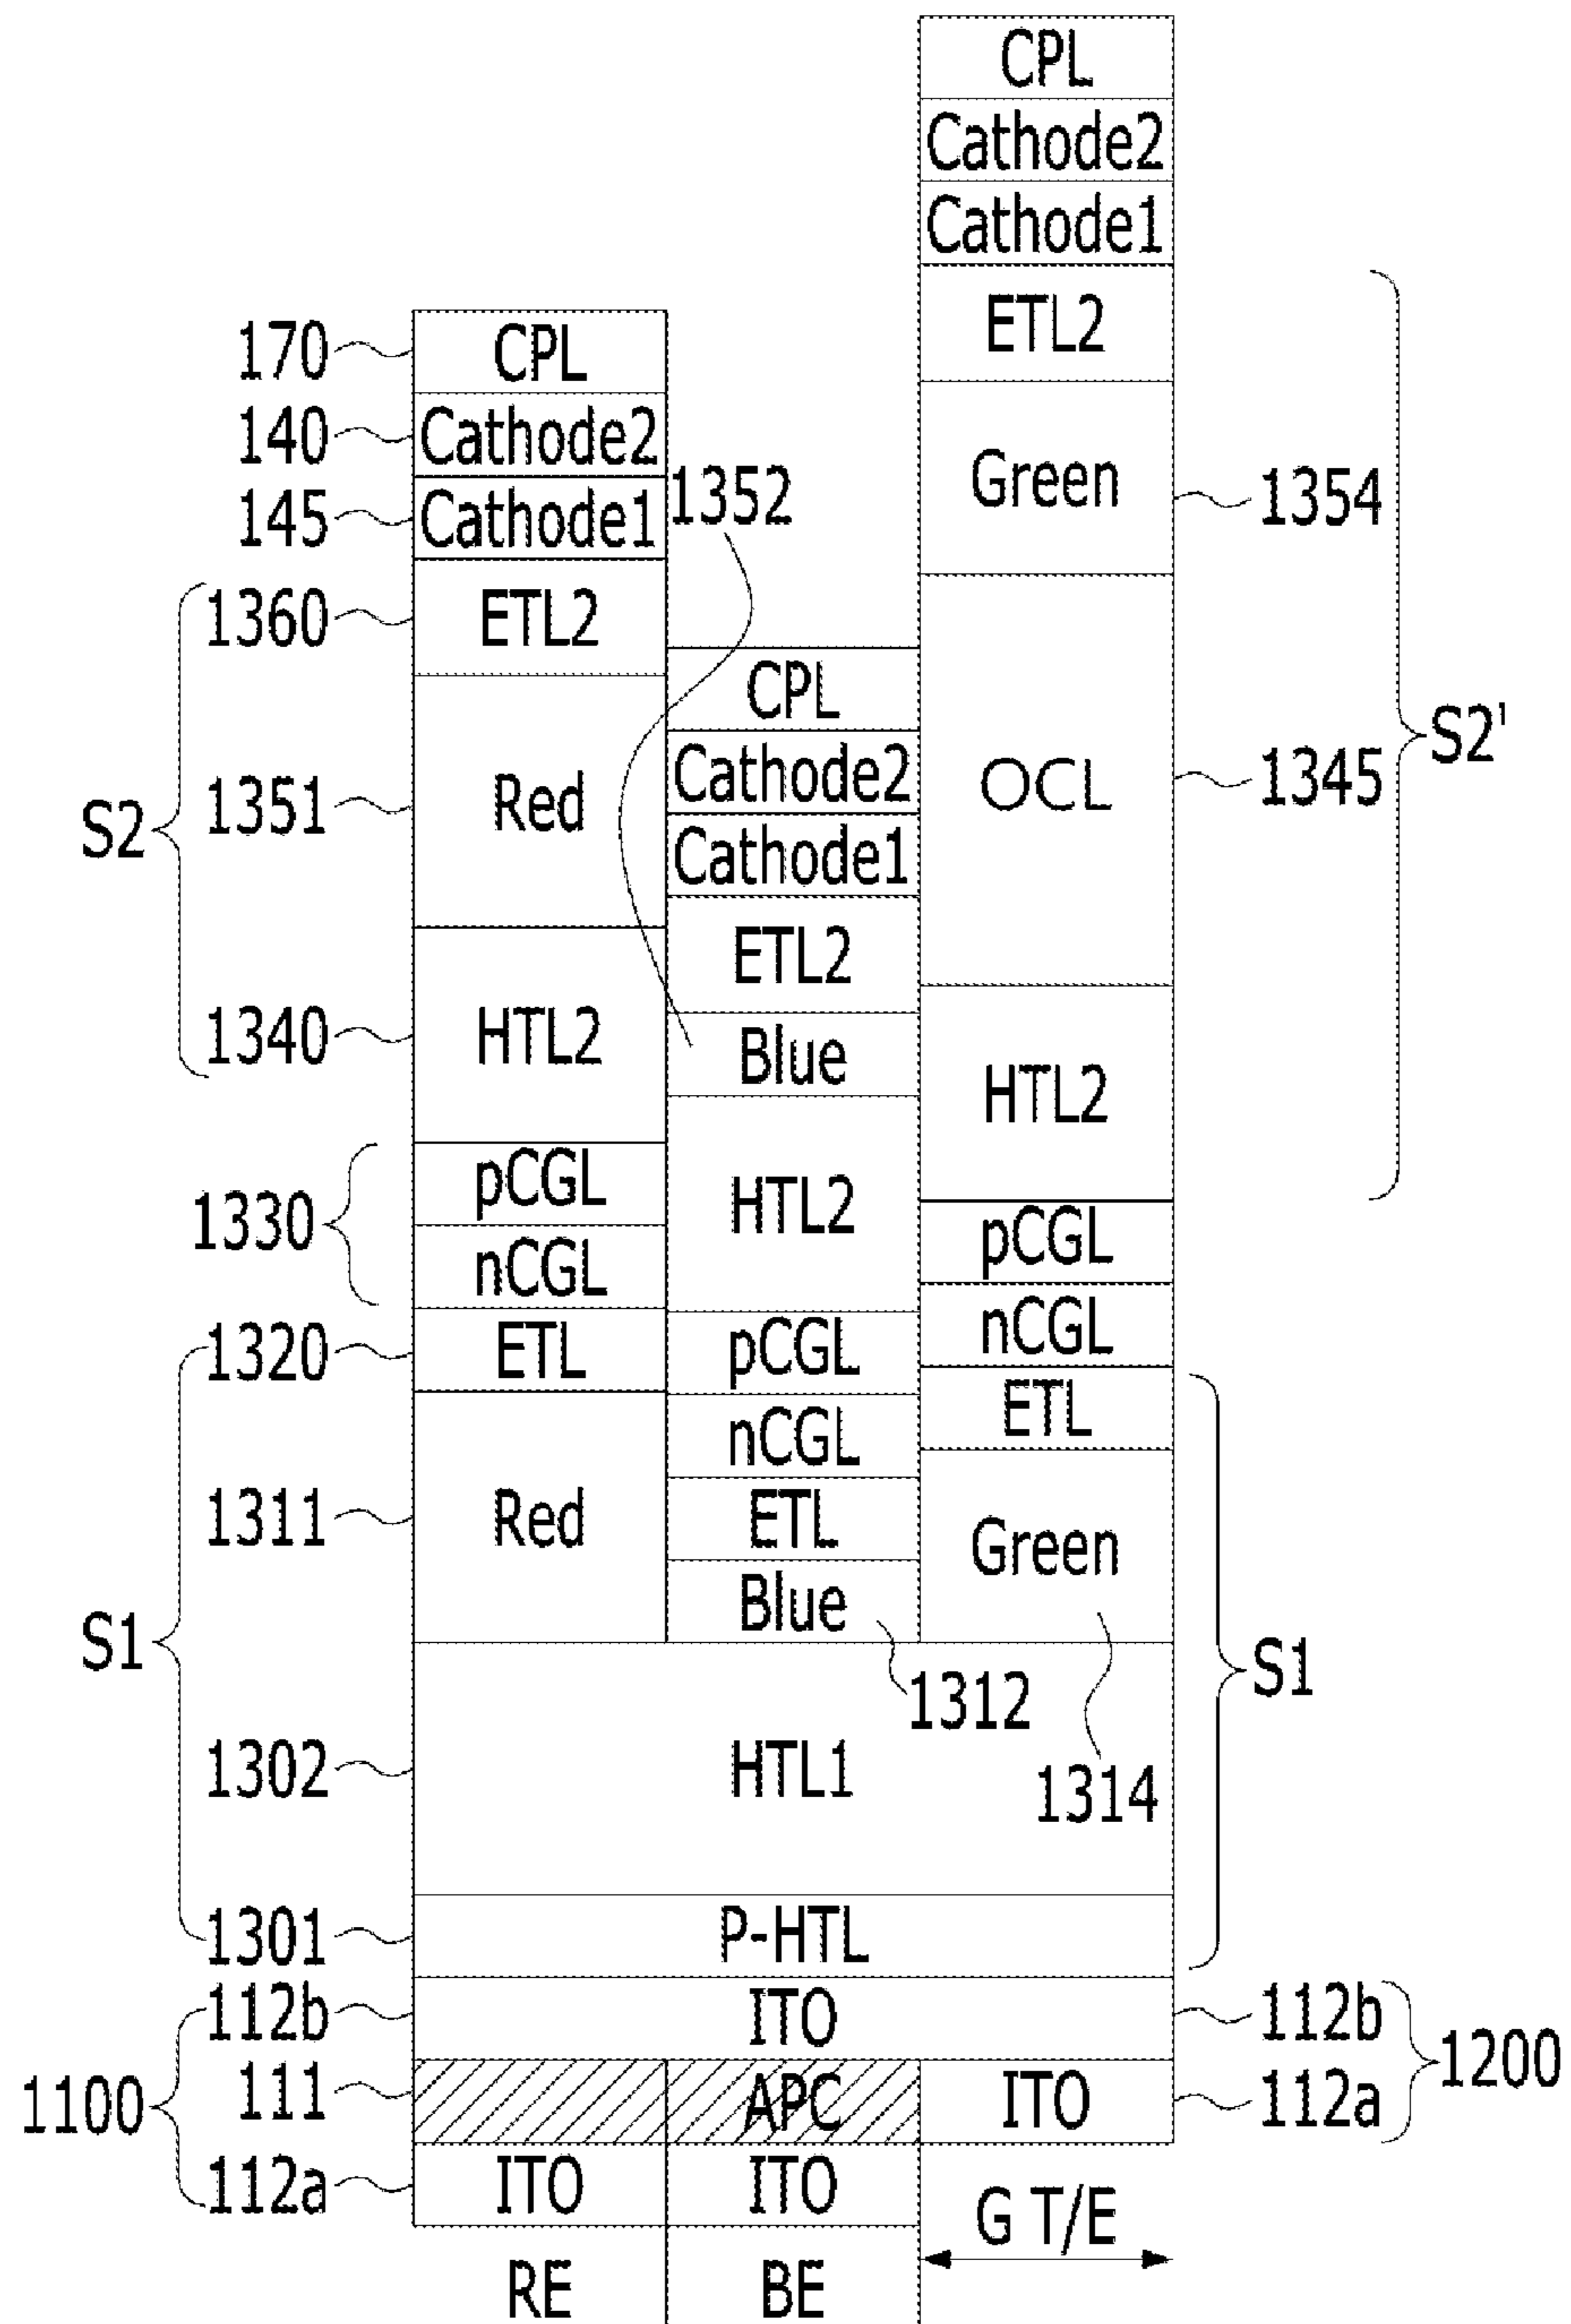 CPL
Cathode2
Cathode1
ETL2
170
CPL
140
Cathode2
1352
Green
1354
145
Cathode1
1360
ETL2
CPL
S2'
S2
1351
Red
Cathode2
OCL
1345
Cathode1
ETL2
1340
HTL2
Blue
HTL2
pCGL
HTL2
1330
nCGL
pCGL
1320
ETL
pCGL
nCGL
nCGL
ETL
1311
Red
ETL
Green
Blue
S1
S1
1312
1302
HTL1
1314
1301
P-HTL
112b
ITO
112b
1200
1100
111
APC
ITO
112a
112a
ITO
ITO
G T/E
RE
BE